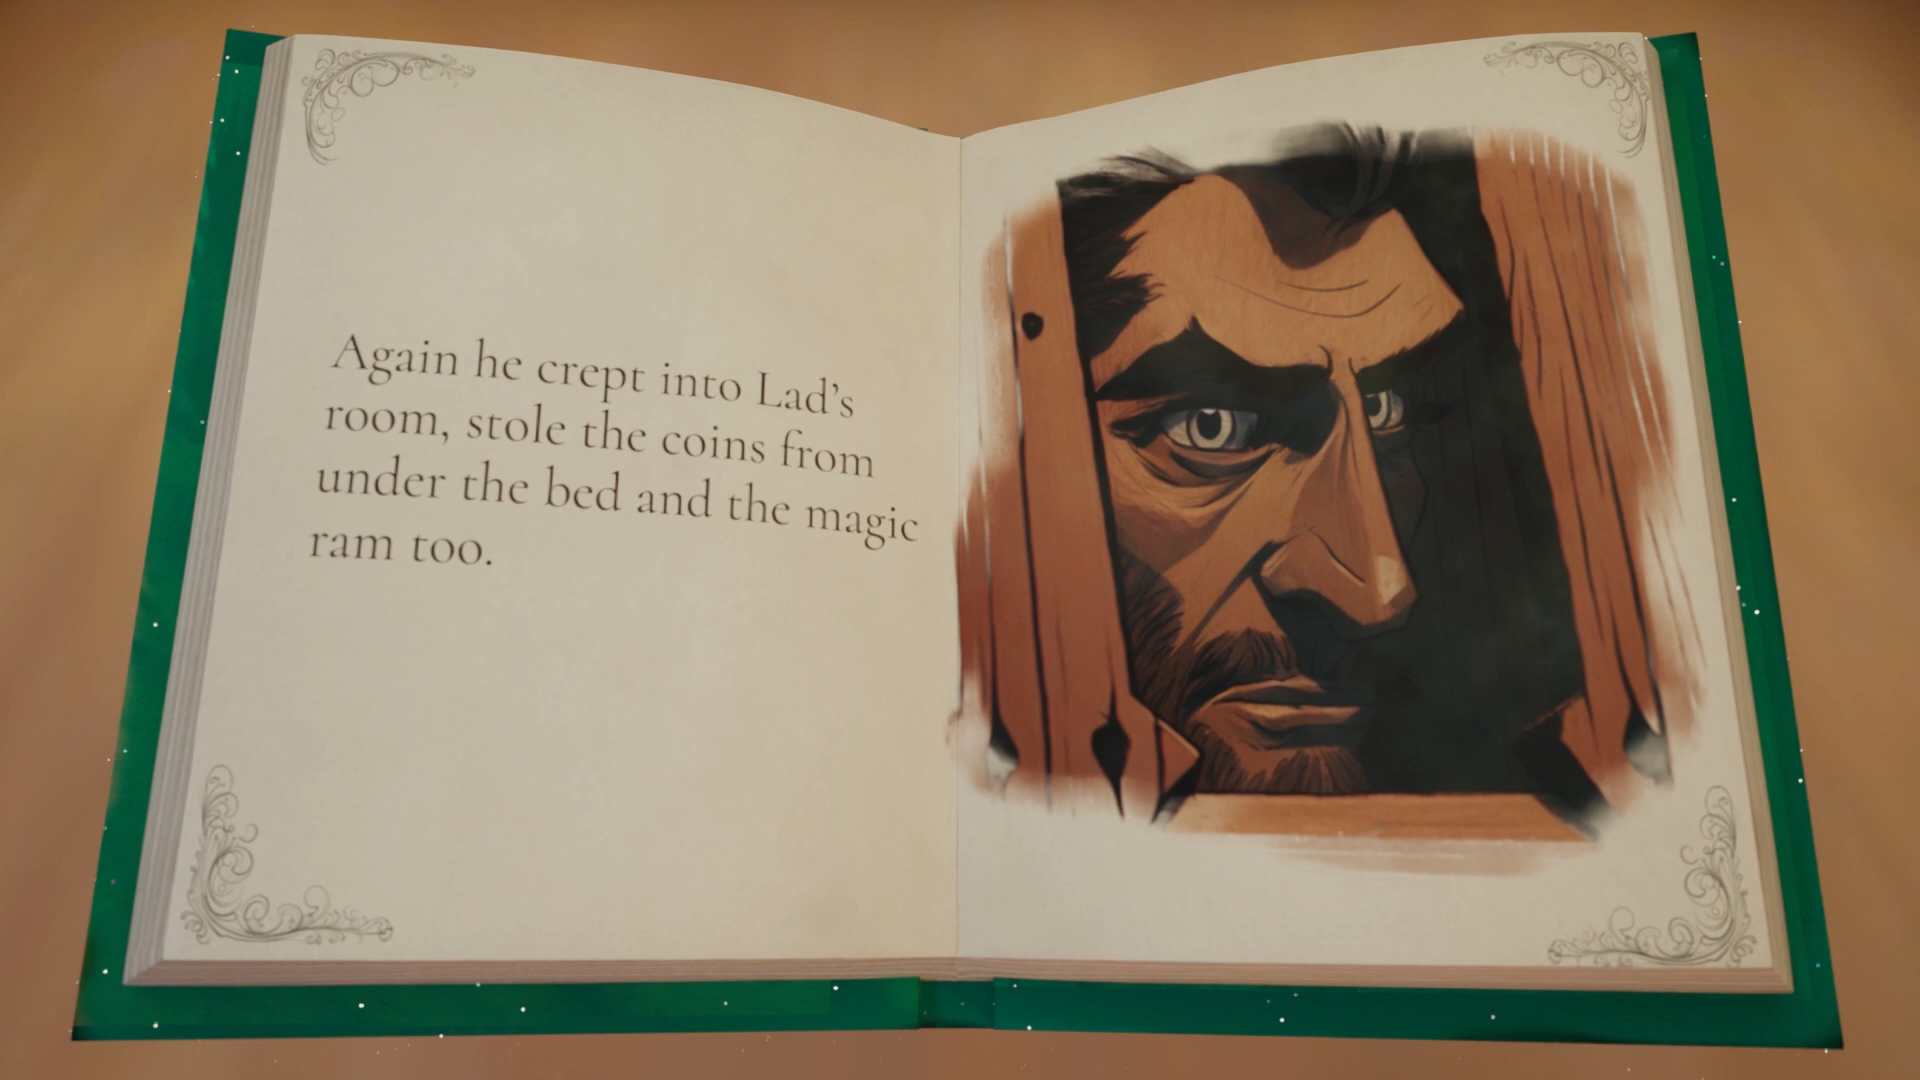 Again he crept into Lad’s
room, stole the coins from
under the bed and the magic
ram too.